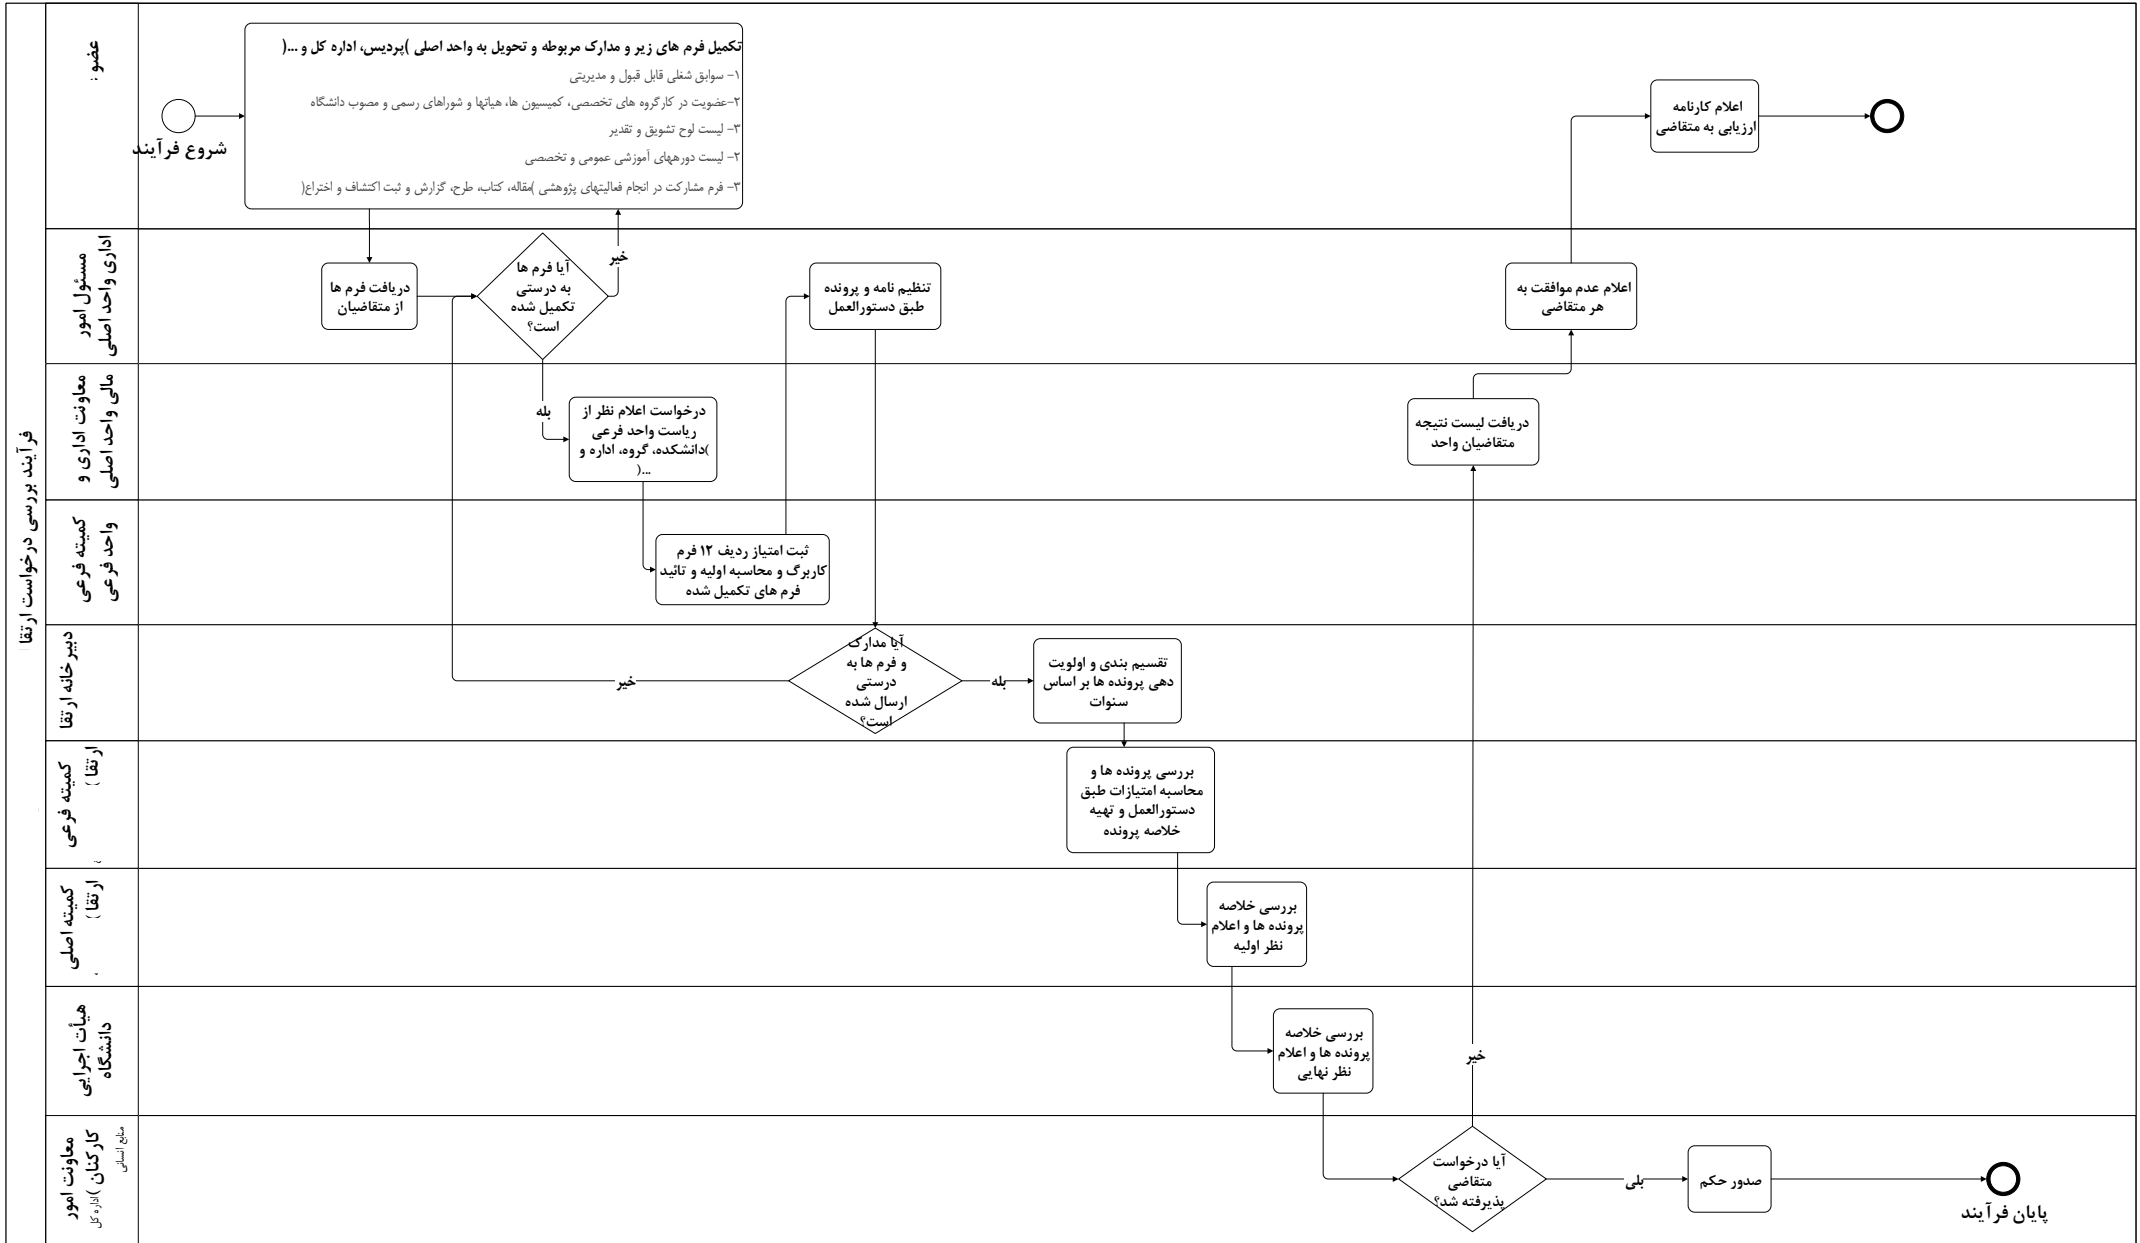 فرآیند بررسی درخواست ارتقا
عضو :
شروع فرآیند
تکمیل فرم های زیر و مدارک مربوطه و تحویل به واحد اصلی )پردیس، اداره کل و ...(
۱- سوابق شغلی قابل قبول و مدیریتی
۲-عضویت در کارگروه های تخصصی، کمیسیون ها، هیاتها و شوراهای رسمی و مصوب دانشگاه
۳- لیست لوح تشویق و تقدیر
۲- لیست دورههای آموزشی عمومی و تخصصی
۳- فرم مشارکت در انجام فعالیتهای پژوهشی )مقاله، کتاب، طرح، گزارش و ثبت اکتشاف و اختراع(
اعلام کارنامه
ارزیابی به متقاضی
مسئول امور
اداری واحد اصلی
دریافت فرم ها
از متقاضیان
آیا فرم ها
به درستی
تکمیل شده
است؟
خیر
تنظیم نامه و پرونده
طبق دستورالعمل
اعلام عدم موافقت به
هر متقاضی
معاونت اداری و
مالی واحد اصلی
بله
درخواست اعلام نظر از
ریاست واحد فرعی
)دانشکده، گروه، اداره و
...(
دریافت لیست نتیجه
متقاضیان واحد
کمیته فرعی
واحد فرعی
ثبت امتیاز ردیف ۱۲ فرم
کاربرگ و محاسبه اولیه و تائید
فرم های تکمیل شده
دبیرخانه ارتقا
خیر
آیا مدارک
و فرم ها به
درستی
ارسال شده
است؟
بله
تقسیم بندی و اولویت
دهی پرونده ها بر اساس
سنوات
کمیته فرعی
ارتقا )
بررسی پرونده ها و
محاسبه امتیازات طبق
دستورالعمل و تهیه
خلاصه پرونده
کمیته اصلی
ارتقا )
بررسی خلاصه
پرونده ها و اعلام
نظر اولیه
هیأت اجرایی
دانشگاه
بررسی خلاصه
پرونده ها و اعلام
نظر نهایی
خیر
معاونت امور
کارکنان )اداره کل
منابع انسانی
آیا درخواست
متقاضی
پذیرفته شد؟
بلی
صدور حکم
پایان فرآیند